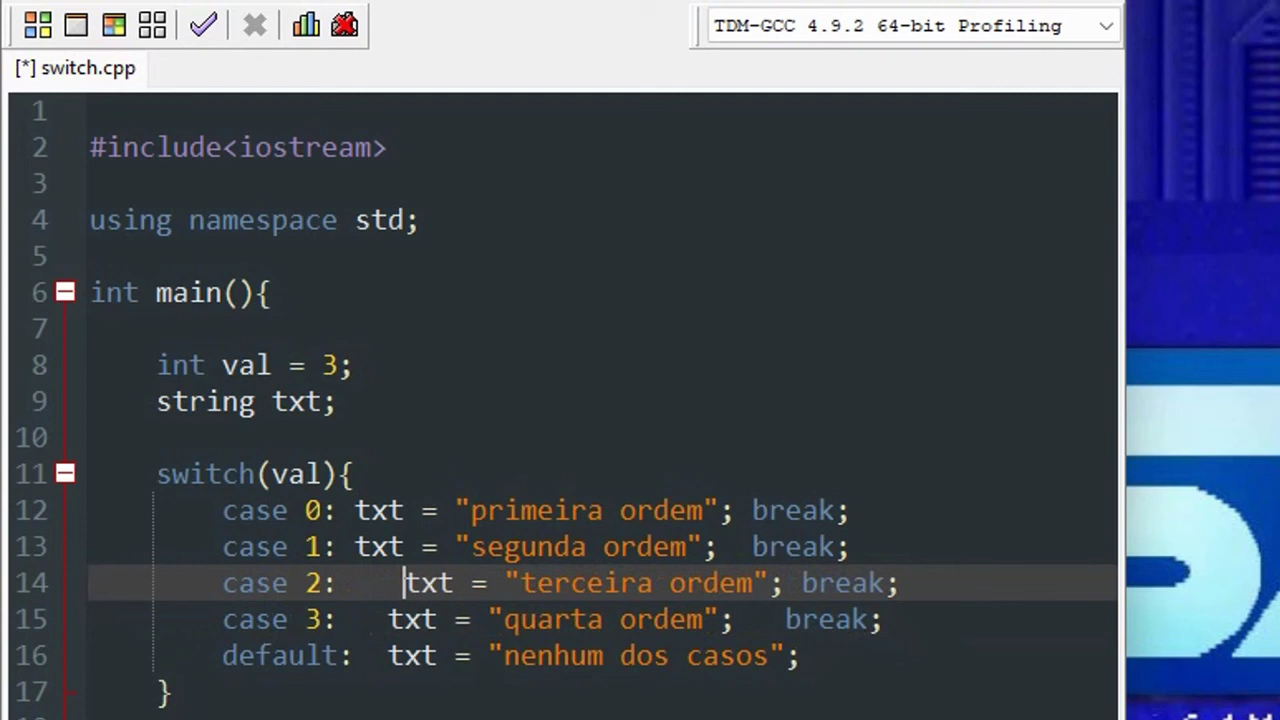 TDM-GCC 4.9.2 64-bit Profiling
[*] switch.cpp
1
2 #include<iostream>
3
4 using namespace std;
5
6 int main(){
7
8 int val = 3;
9 string txt;
10
11 switch(val){
12 case 0: txt = "primeira ordem"; break;
13 case 1: txt = "segunda ordem"; break;
14 case 2: txt = "terceira ordem"; break;
15 case 3: txt = "quarta ordem"; break;
16 default: txt = "nenhum dos casos";
17 }